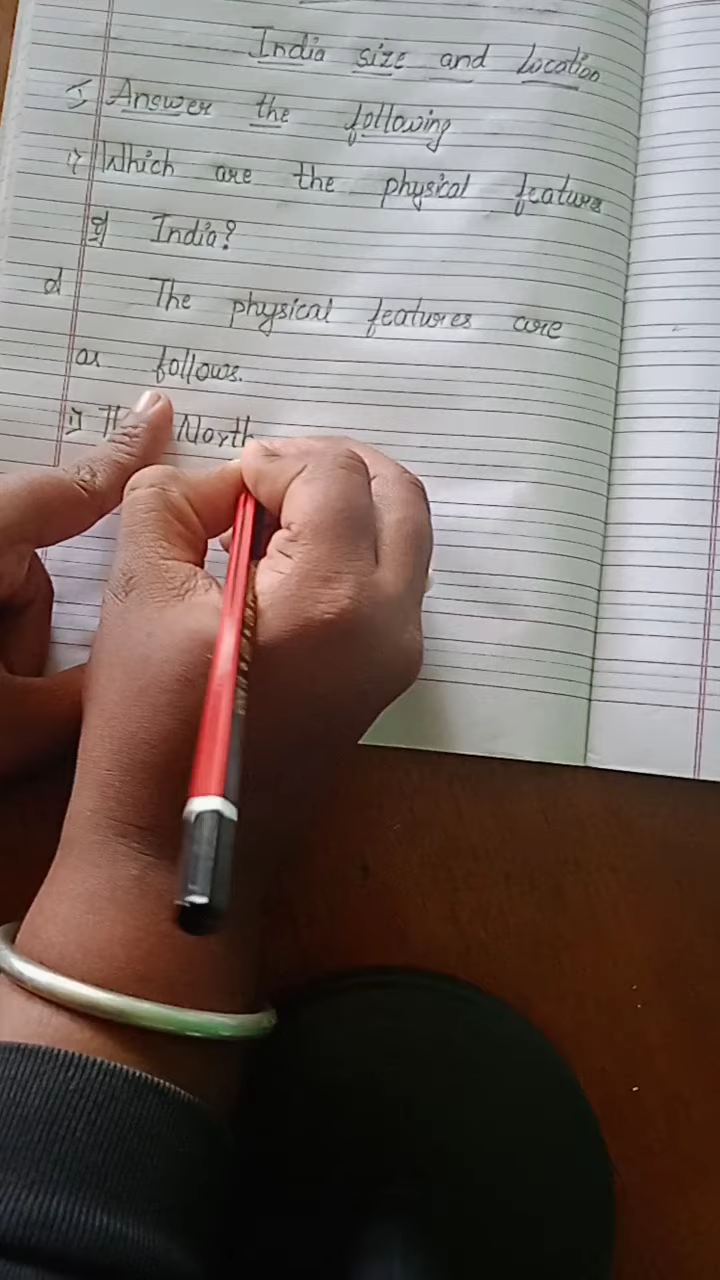 India size and Location
I Answer the following
1) Which are the physical feature
of India?
The physical features are
as follows.
1) The North